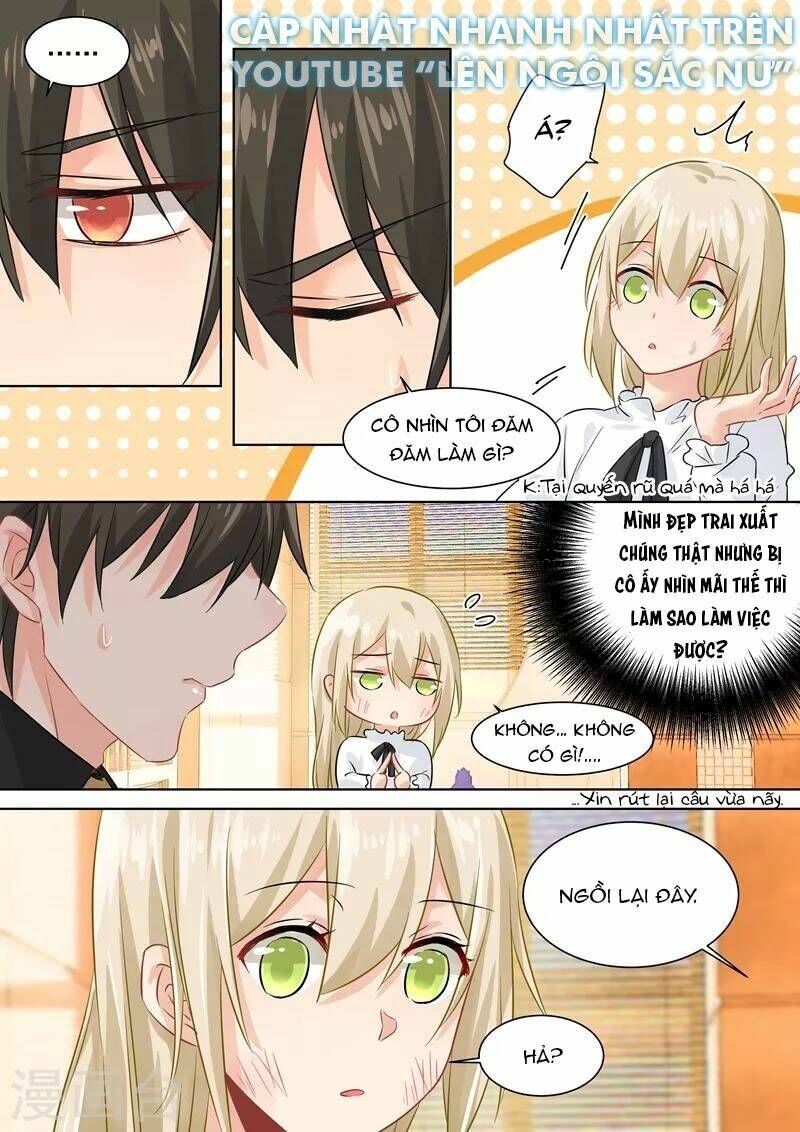 ......
CẬP NHẬT NHANH NHẤT TRÊN
YOUTUBE "LÊN NGÔI SẮC NỮ"
Á?
CÔ NHÌN TÔI ĐĂM
ĐĂM LÀM GÌ?
K:Tại quyến rũ quá mà há há
MÌNH ĐẸP TRAI XUẤT
CHÚNG THẬT NHƯNG BỊ
CÔ ẤY NHÌN MÃI THẾ THÌ
LÀM SAO LÀM VIỆC
ĐƯỢC?
KHÔNG... KHÔNG
CÓ GÌ!....
...Xin rút lại câu vừa nãy.
NGỒI LẠI ĐÂY.
HẢ?
漫画台